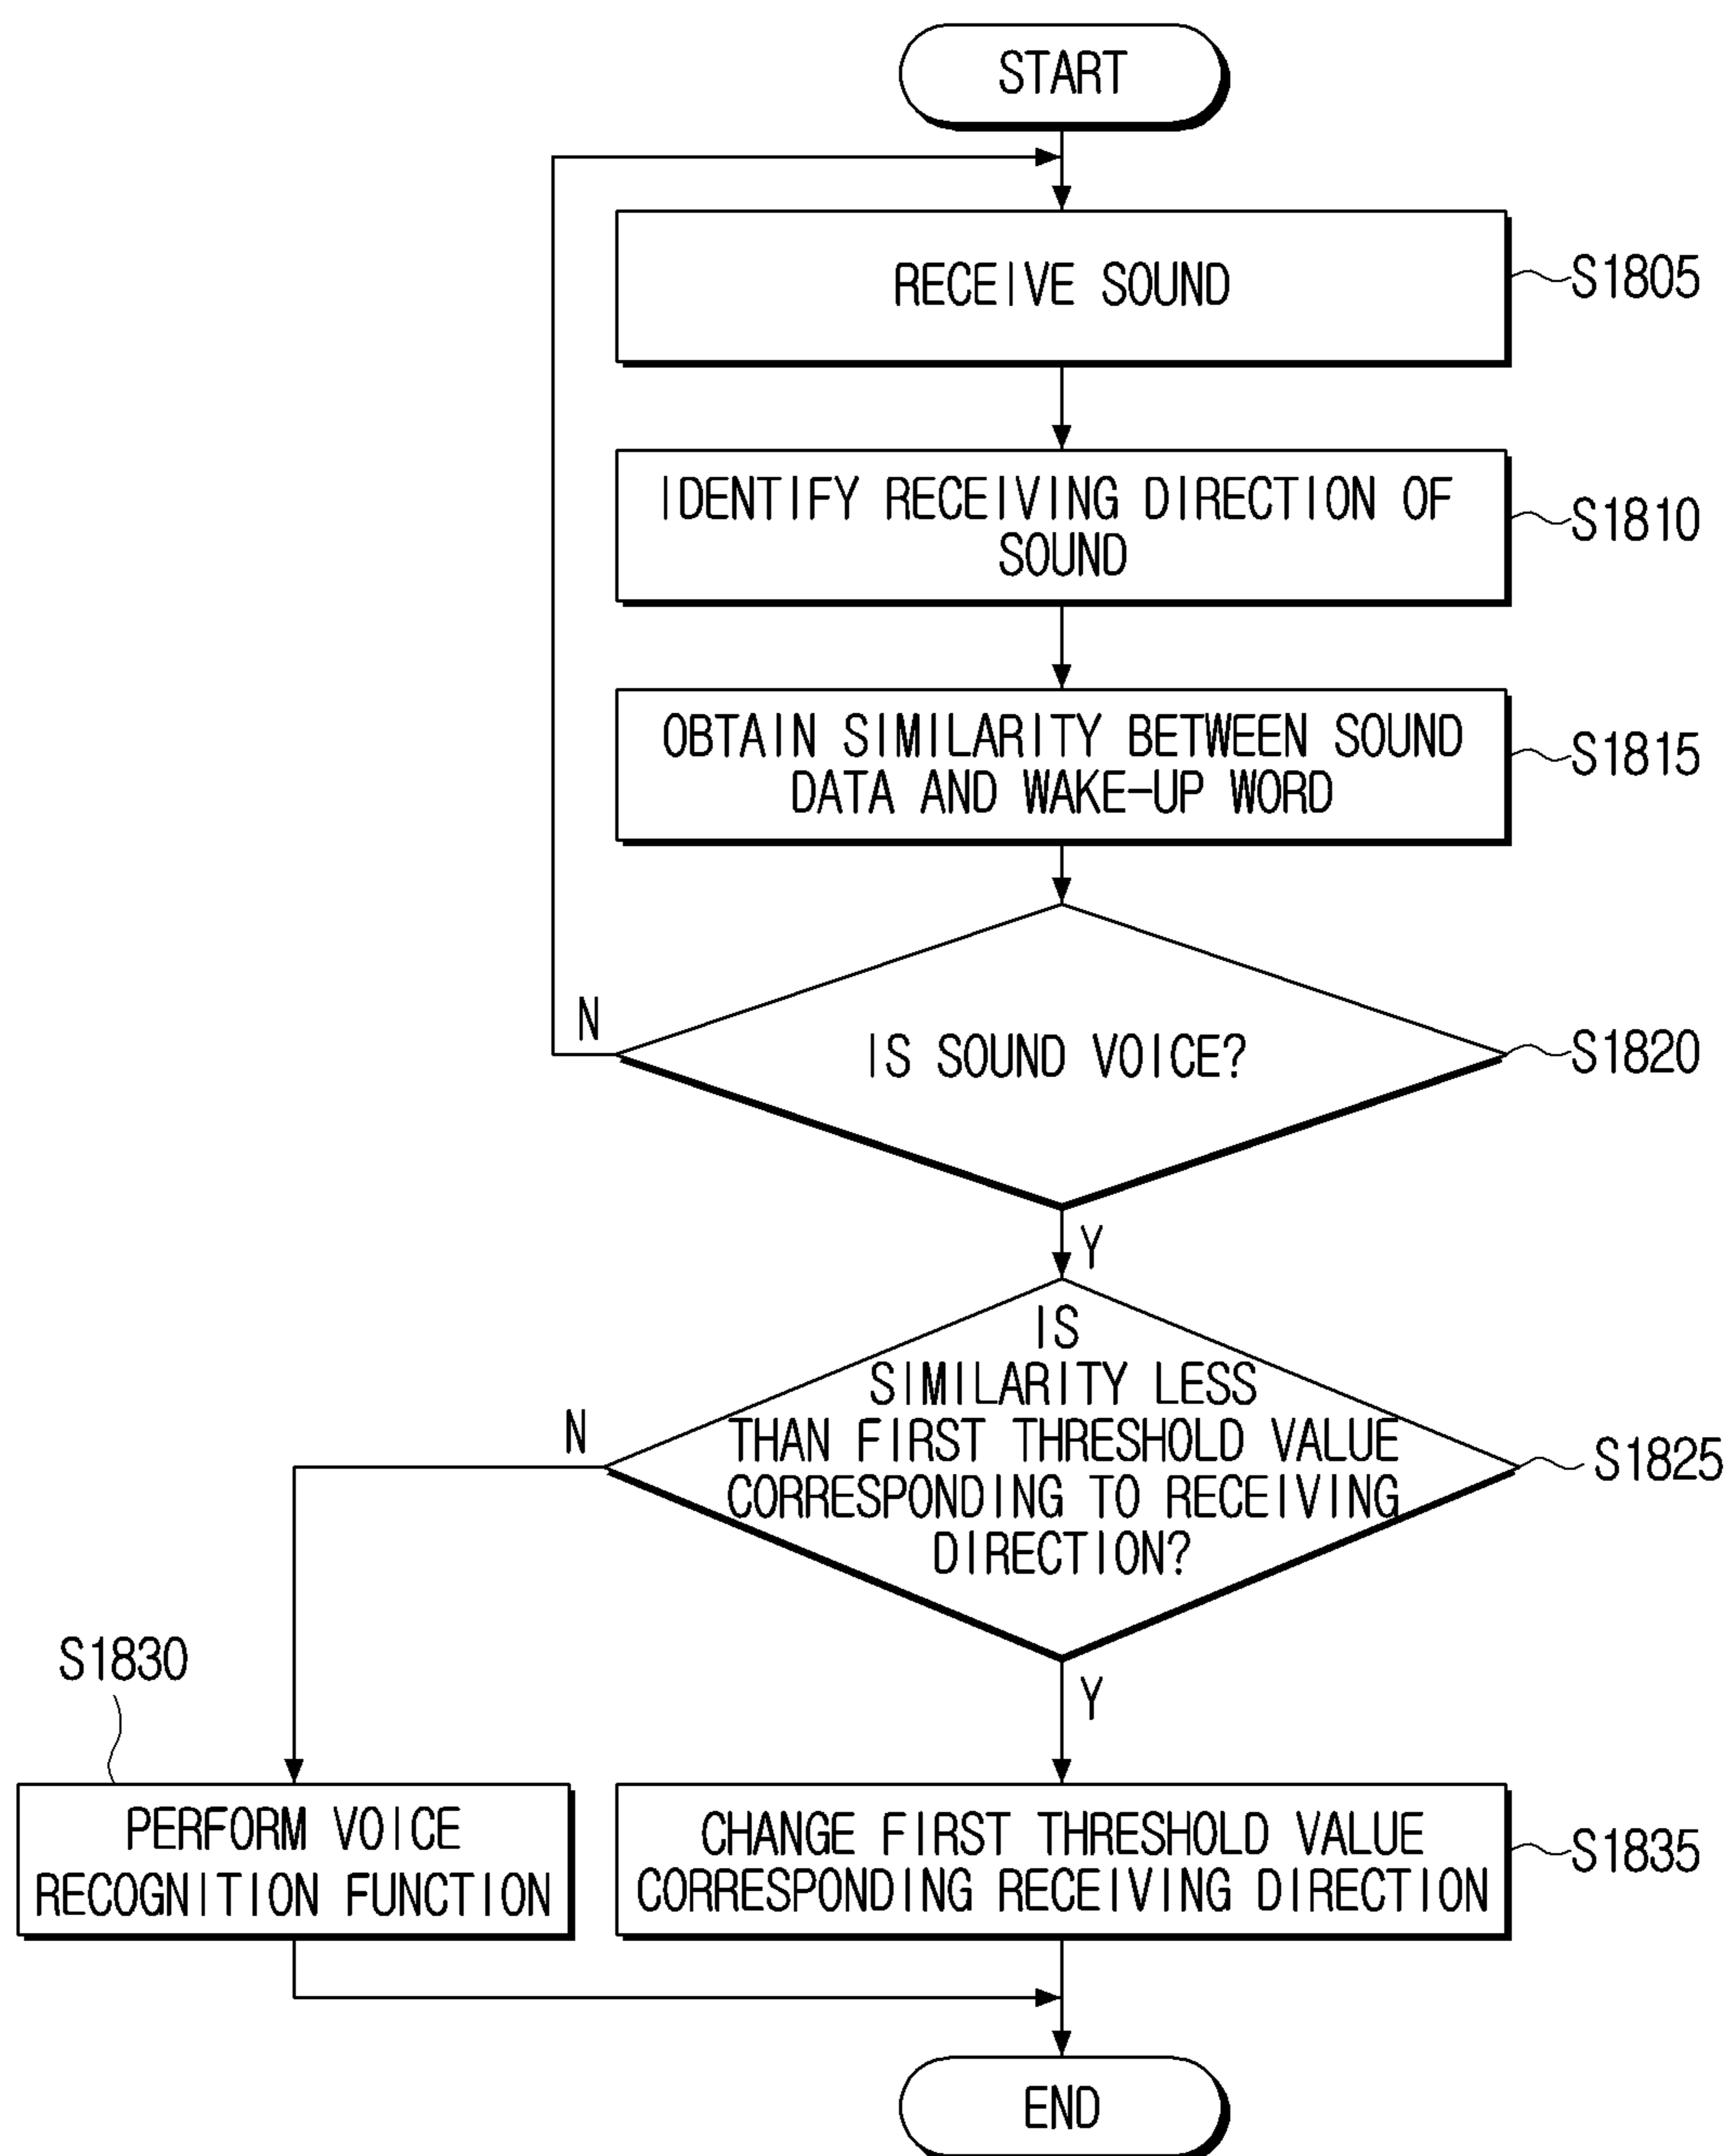 START
RECEIVE SOUND
S1805
IDENTIFY RECEIVING DIRECTION OF
SOUND
S1810
OBTAIN SIMILARITY BETWEEN SOUND
DATA AND WAKE-UP WORD
S1815
N
IS SOUND VOICE?
S1820
Y
IS
SIMILARITY LESS
THAN FIRST THRESHOLD VALUE
CORRESPONDING TO RECEIVING
DIRECTION?
N
S1825
S1830
Y
PERFORM VOICE
RECOGNITION FUNCTION
CHANGE FIRST THRESHOLD VALUE
CORRESPONDING RECEIVING DIRECTION
S1835
END